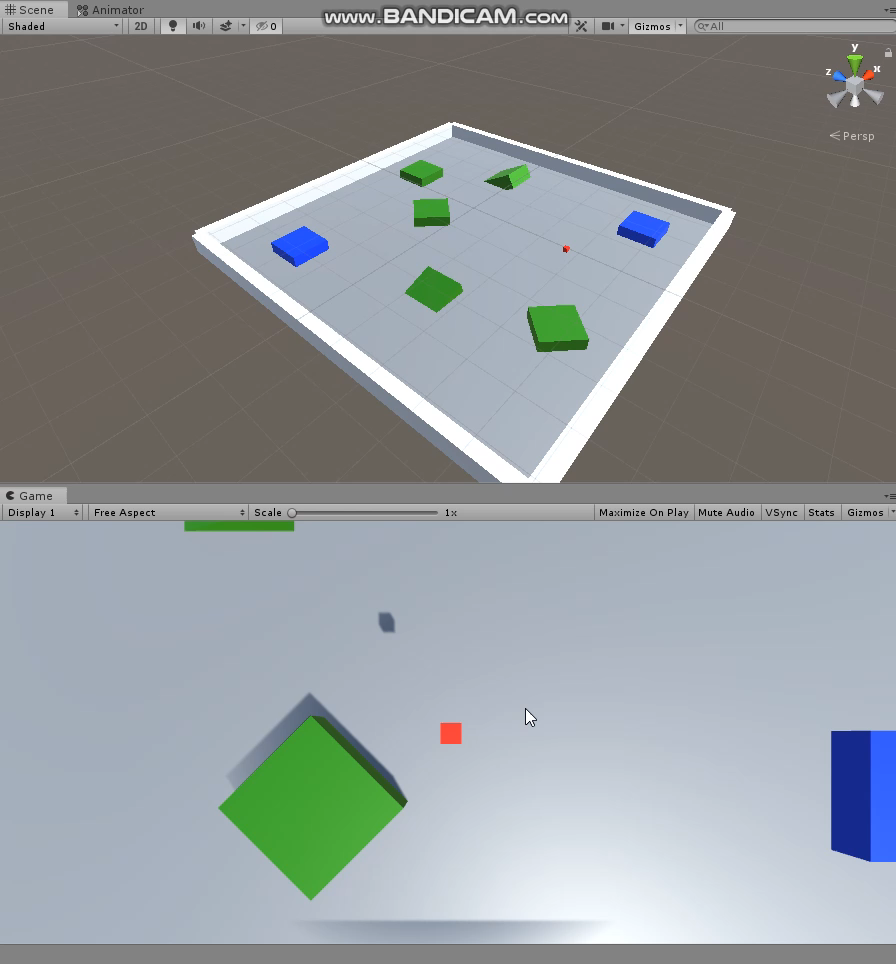 Scene Animator
www.BANDICAM.com
Shaded 2D 0 Gizmos All
y
z x
Persp
Game
Display 1 Free Aspect Scale 1x Maximize On Play Mute Audio VSync Stats Gizmos